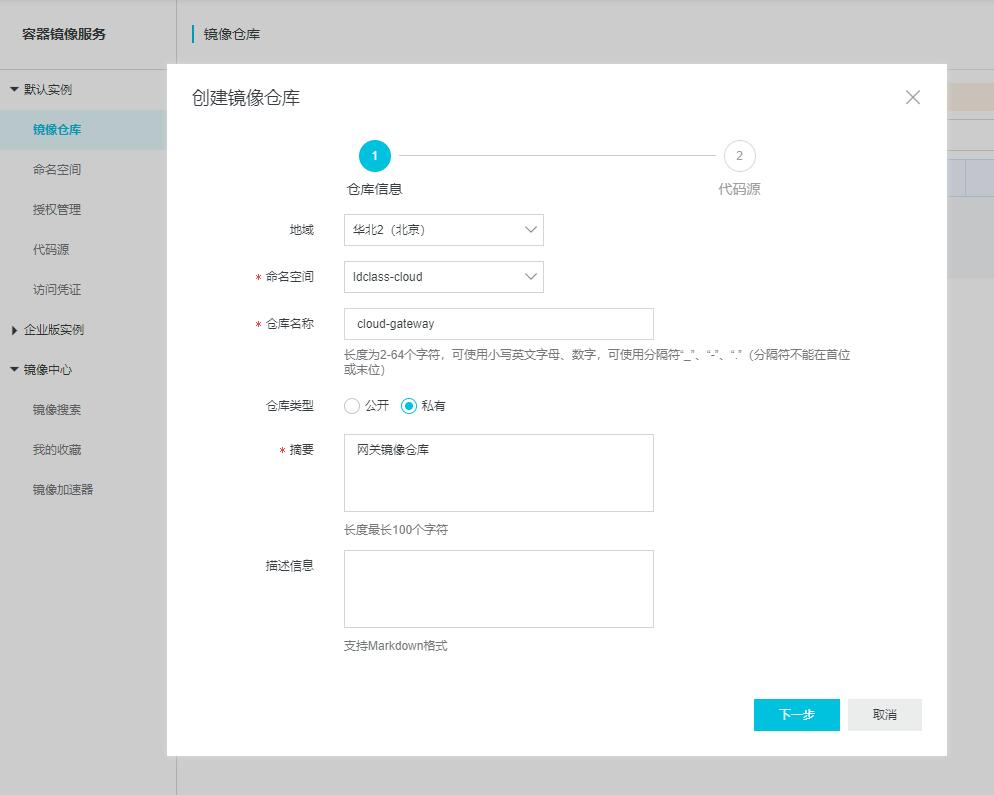 容器镜像服务
镜像仓库
默认实例
镜像仓库
命名空间
授权管理
代码源
访问凭证
企业版实例
镜像中心
镜像搜索
我的收藏
镜像加速器
创建镜像仓库
1
2
仓库信息
代码源
地域
华北2（北京）
* 命名空间
ldclass-cloud
* 仓库名称
cloud-gateway
长度为2-64个字符，可使用小写英文字母、数字，可使用分隔符“_”、“-”、“.”（分隔符不能在首位
或末位）
仓库类型
公开
私有
* 摘要
网关镜像仓库
长度最长100个字符
描述信息
支持Markdown格式
下一步
取消